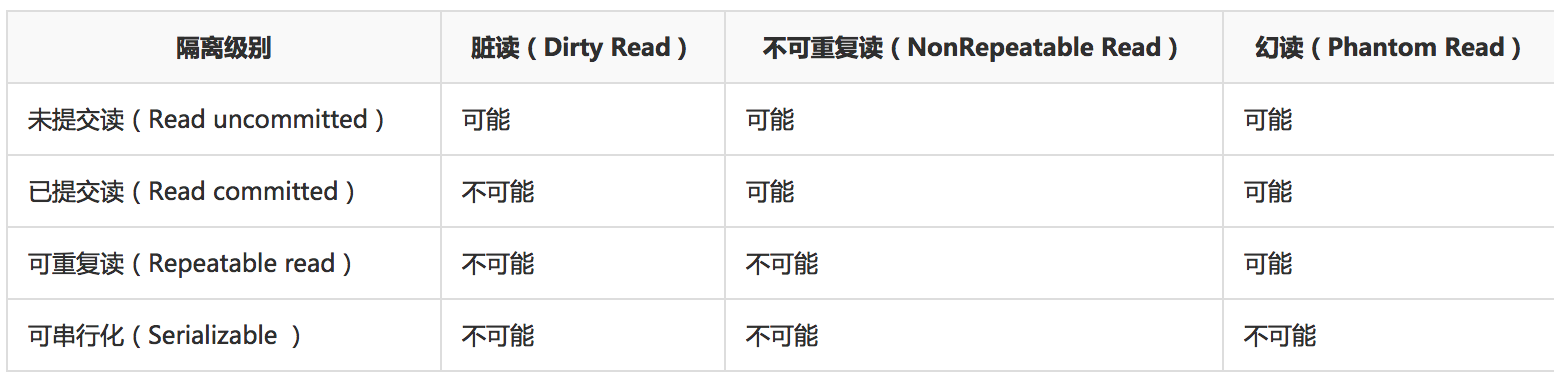 隔离级别 脏读（Dirty Read） 不可重复读（NonRepeatable Read） 幻读（Phantom Read）
未提交读（Read uncommitted） 可能 可能 可能
已提交读（Read committed） 不可能 可能 可能
可重复读（Repeatable read） 不可能 不可能 可能
可串行化（Serializable ） 不可能 不可能 不可能